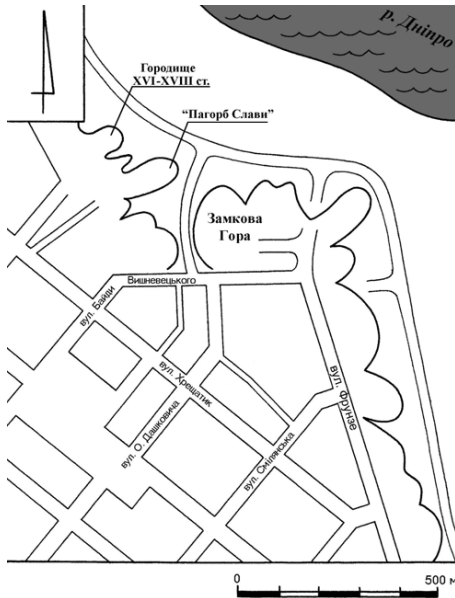 р. Дніпро
Городище
XVI-XVIII ст.
“Пагорб Слави”
Замкова
Гора
вул. Байди
Вишневецького
вул. Хрещатик
вул. О. Дашковича
вул. Смілянська
вул. Фрунзе
0
500 м